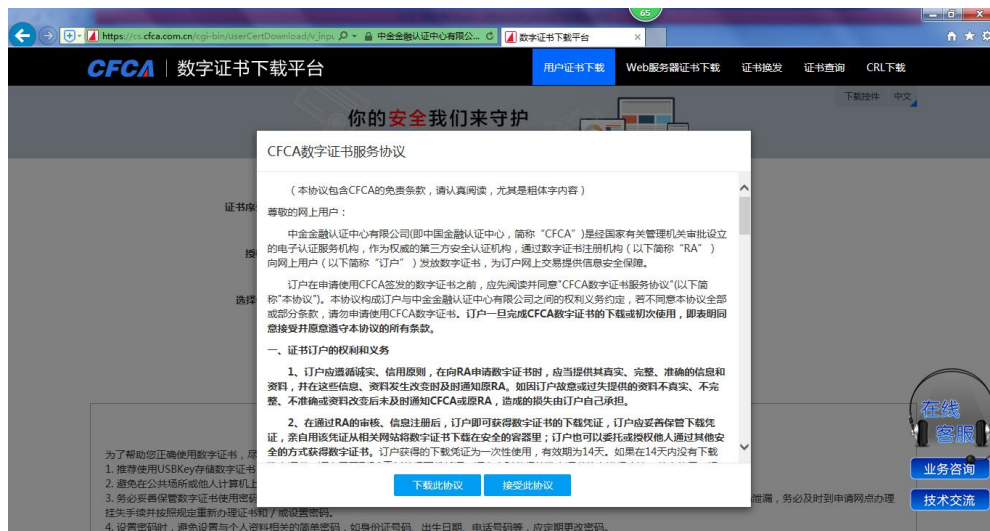 65
https://cs.cfca.com.cn/cgi-bin/userCertDownload/v_inpu
中金金融认证中心有限公...
数字证书下载平台
CFCA 数字证书下载平台
用户证书下载 Web服务器证书下载 证书查询 证书换发 CRL下载
下载控件 中文
你的安全我们来守护
CFCA数字证书服务协议
（本协议包含CFCA的免责条款，请认真阅读，尤其是粗体字内容）
尊敬的网上用户：
中金金融认证中心有限公司(即中国金融认证中心，简称“CFCA”)是经国家有关管理机关审批设立
的电子认证服务机构，作为权威的第三方安全认证机构，通过数字证书注册机构（以下简称“RA”）
向网上用户（以下简称“订户”）发放数字证书，为订户网上交易提供信息安全保障。
订户在申请使用CFCA签发的数字证书之前，应先阅读并同意“CFCA数字证书服务协议”(以下简
称“本协议”)。本协议构成订户与中金金融认证中心有限公司之间的权利义务约定，若不同意本协议全部
或部分条款，请勿申请使用CFCA数字证书。订户一旦完成CFCA数字证书的下载或初次使用，即表明同
意接受并愿意遵守本协议的所有条款。
一、证书订户的权利和义务
1、订户应遵循诚实、信用原则，在向RA申请数字证书时，应当提供其真实、完整、准确的信息和
资料，并在这些信息、资料发生改变时及时通知原RA。如因订户故意或过失提供的资料不真实、不完
整、不准确或资料改变后未及时通知CFCA或原RA，造成的损失由订户自己承担。
2、在通过RA的审核、信息注册后，订户即可获得数字证书的下载凭证，订户应妥善保管下载凭
证，亲自用该凭证从相关网站将数字证书下载在安全的容器里；订户也可以委托或授权他人通过其他安
全的方式获得数字证书。订户获得的下载凭证为一次性使用，有效期为14天。如果在14天内没有下载
下载此协议 接受此协议
证书序
授
选择
为了帮助您正确使用数字证书，尽
1. 推荐使用USBKey存储数字证书
2. 避免在公共场所或他人计算机上
3. 务必妥善保管数字证书使用密码
泄漏，务必及时到申请网点办理
挂失手续并按照规定重新办理证书和 / 或设置密码。
4. 设置密码时，避免设置与个人资料相关的简单密码，如身份证号码、出生日期、电话号码等，应定期更改密码。
在线
客服
业务咨询
技术交流